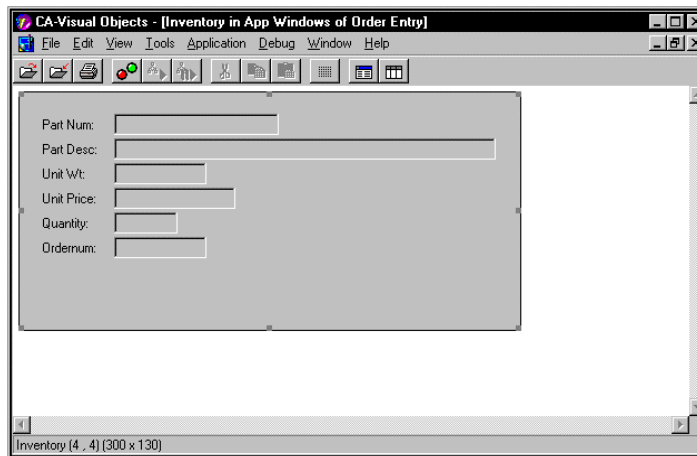 CA-Visual Objects - [Inventory in App Windows of Order Entry]
File Edit View Tools Application Debug Window Help
Part Num:
Part Desc:
Unit Wt:
Unit Price:
Quantity:
Ordernum:
Inventory (4 , 4) (300 x 130)